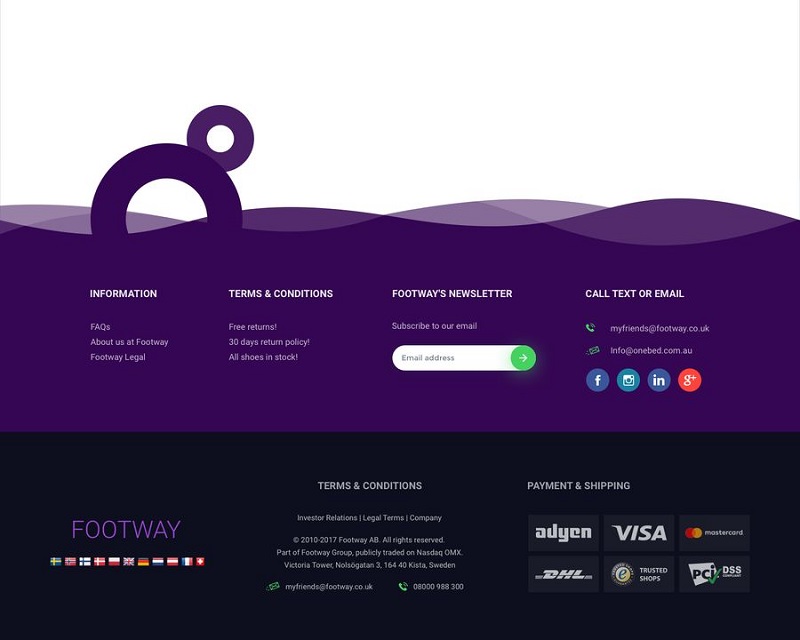 INFORMATION
FAQs
About us at Footway
Footway Legal
TERMS & CONDITIONS
Free returns!
30 days return policy!
All shoes in stock!
FOOTWAY'S NEWSLETTER
Subscribe to our email
Email address
CALL TEXT OR EMAIL
myfriends@footway.co.uk
Info@onebed.com.au
f
in
g+
FOOTWAY
TERMS & CONDITIONS
Investor Relations | Legal Terms | Company
© 2010-2017 Footway AB. All rights reserved.
Part of Footway Group, publicly traded on Nasdaq OMX.
Victoria Tower, Nolsögatan 3, 164 40 Kista, Sweden
myfriends@footway.co.uk
08000 988 300
PAYMENT & SHIPPING
adyen
VISA
mastercard
DHL
TRUSTED
SHOPS
PCI DSS
COMPLIANT